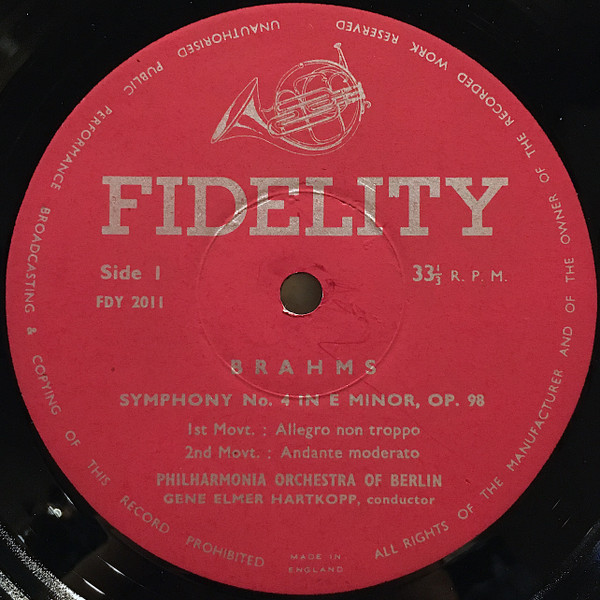 FIDELITY
Side 1
33⅓ R. P. M.
FDY 2011
BRAHMS
SYMPHONY No. 4 IN E MINOR, OP. 98
1st Movt. : Allegro non troppo
2nd Movt. : Andante moderato
PHILHARMONIA ORCHESTRA OF BERLIN
GENE ELMER HARTKOPP, conductor
MADE IN
ENGLAND
ALL RIGHTS OF THE MANUFACTURER AND OF THE OWNER OF THE RECORDED WORK RESERVED
UNAUTHORISED PUBLIC PERFORMANCE BROADCASTING & COPYING OF THIS RECORD PROHIBITED